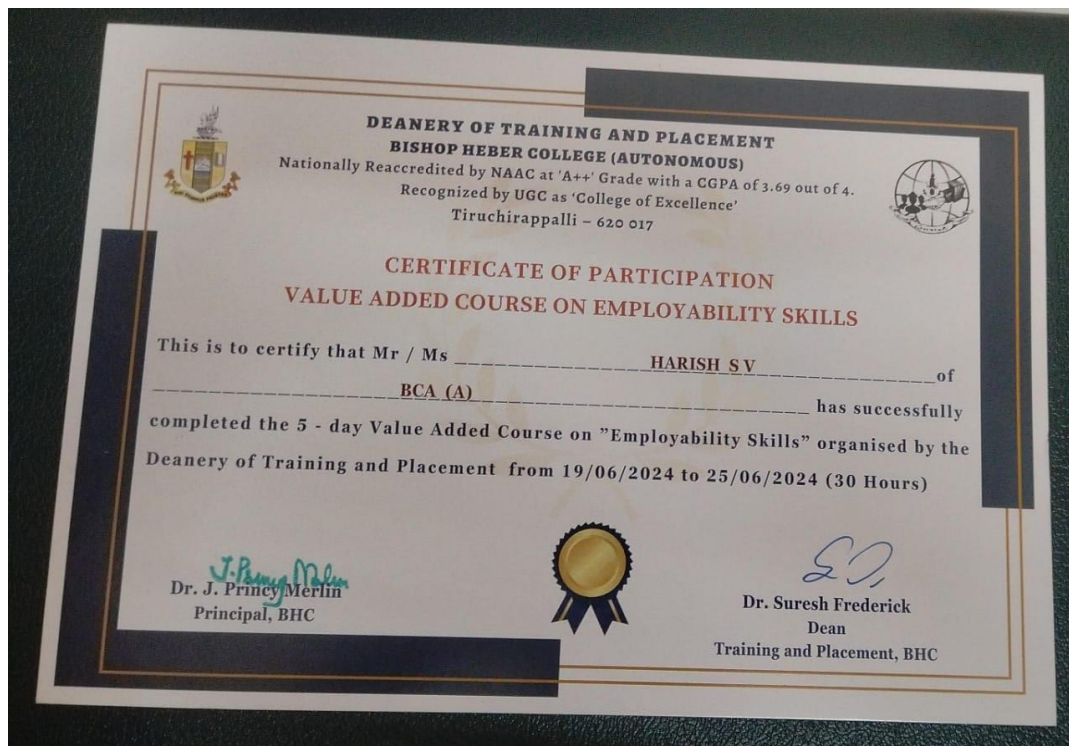 DEANERY OF TRAINING AND PLACEMENT
BISHOP HEBER COLLEGE (AUTONOMOUS)
Nationally Reaccredited by NAAC at 'A++' Grade with a CGPA of 3.69 out of 4.
Recognized by UGC as ‘College of Excellence’
Tiruchirappalli – 620 017
CERTIFICATE OF PARTICIPATION
VALUE ADDED COURSE ON EMPLOYABILITY SKILLS
This is to certify that Mr / Ms HARISH S V of
BCA (A) has successfully
completed the 5 - day Value Added Course on ”Employability Skills” organised by the
Deanery of Training and Placement from 19/06/2024 to 25/06/2024 (30 Hours)
J. Princy Merlin
Dr. J. Princy Merlin
Principal, BHC
Dr. Suresh Frederick
Dean
Training and Placement, BHC